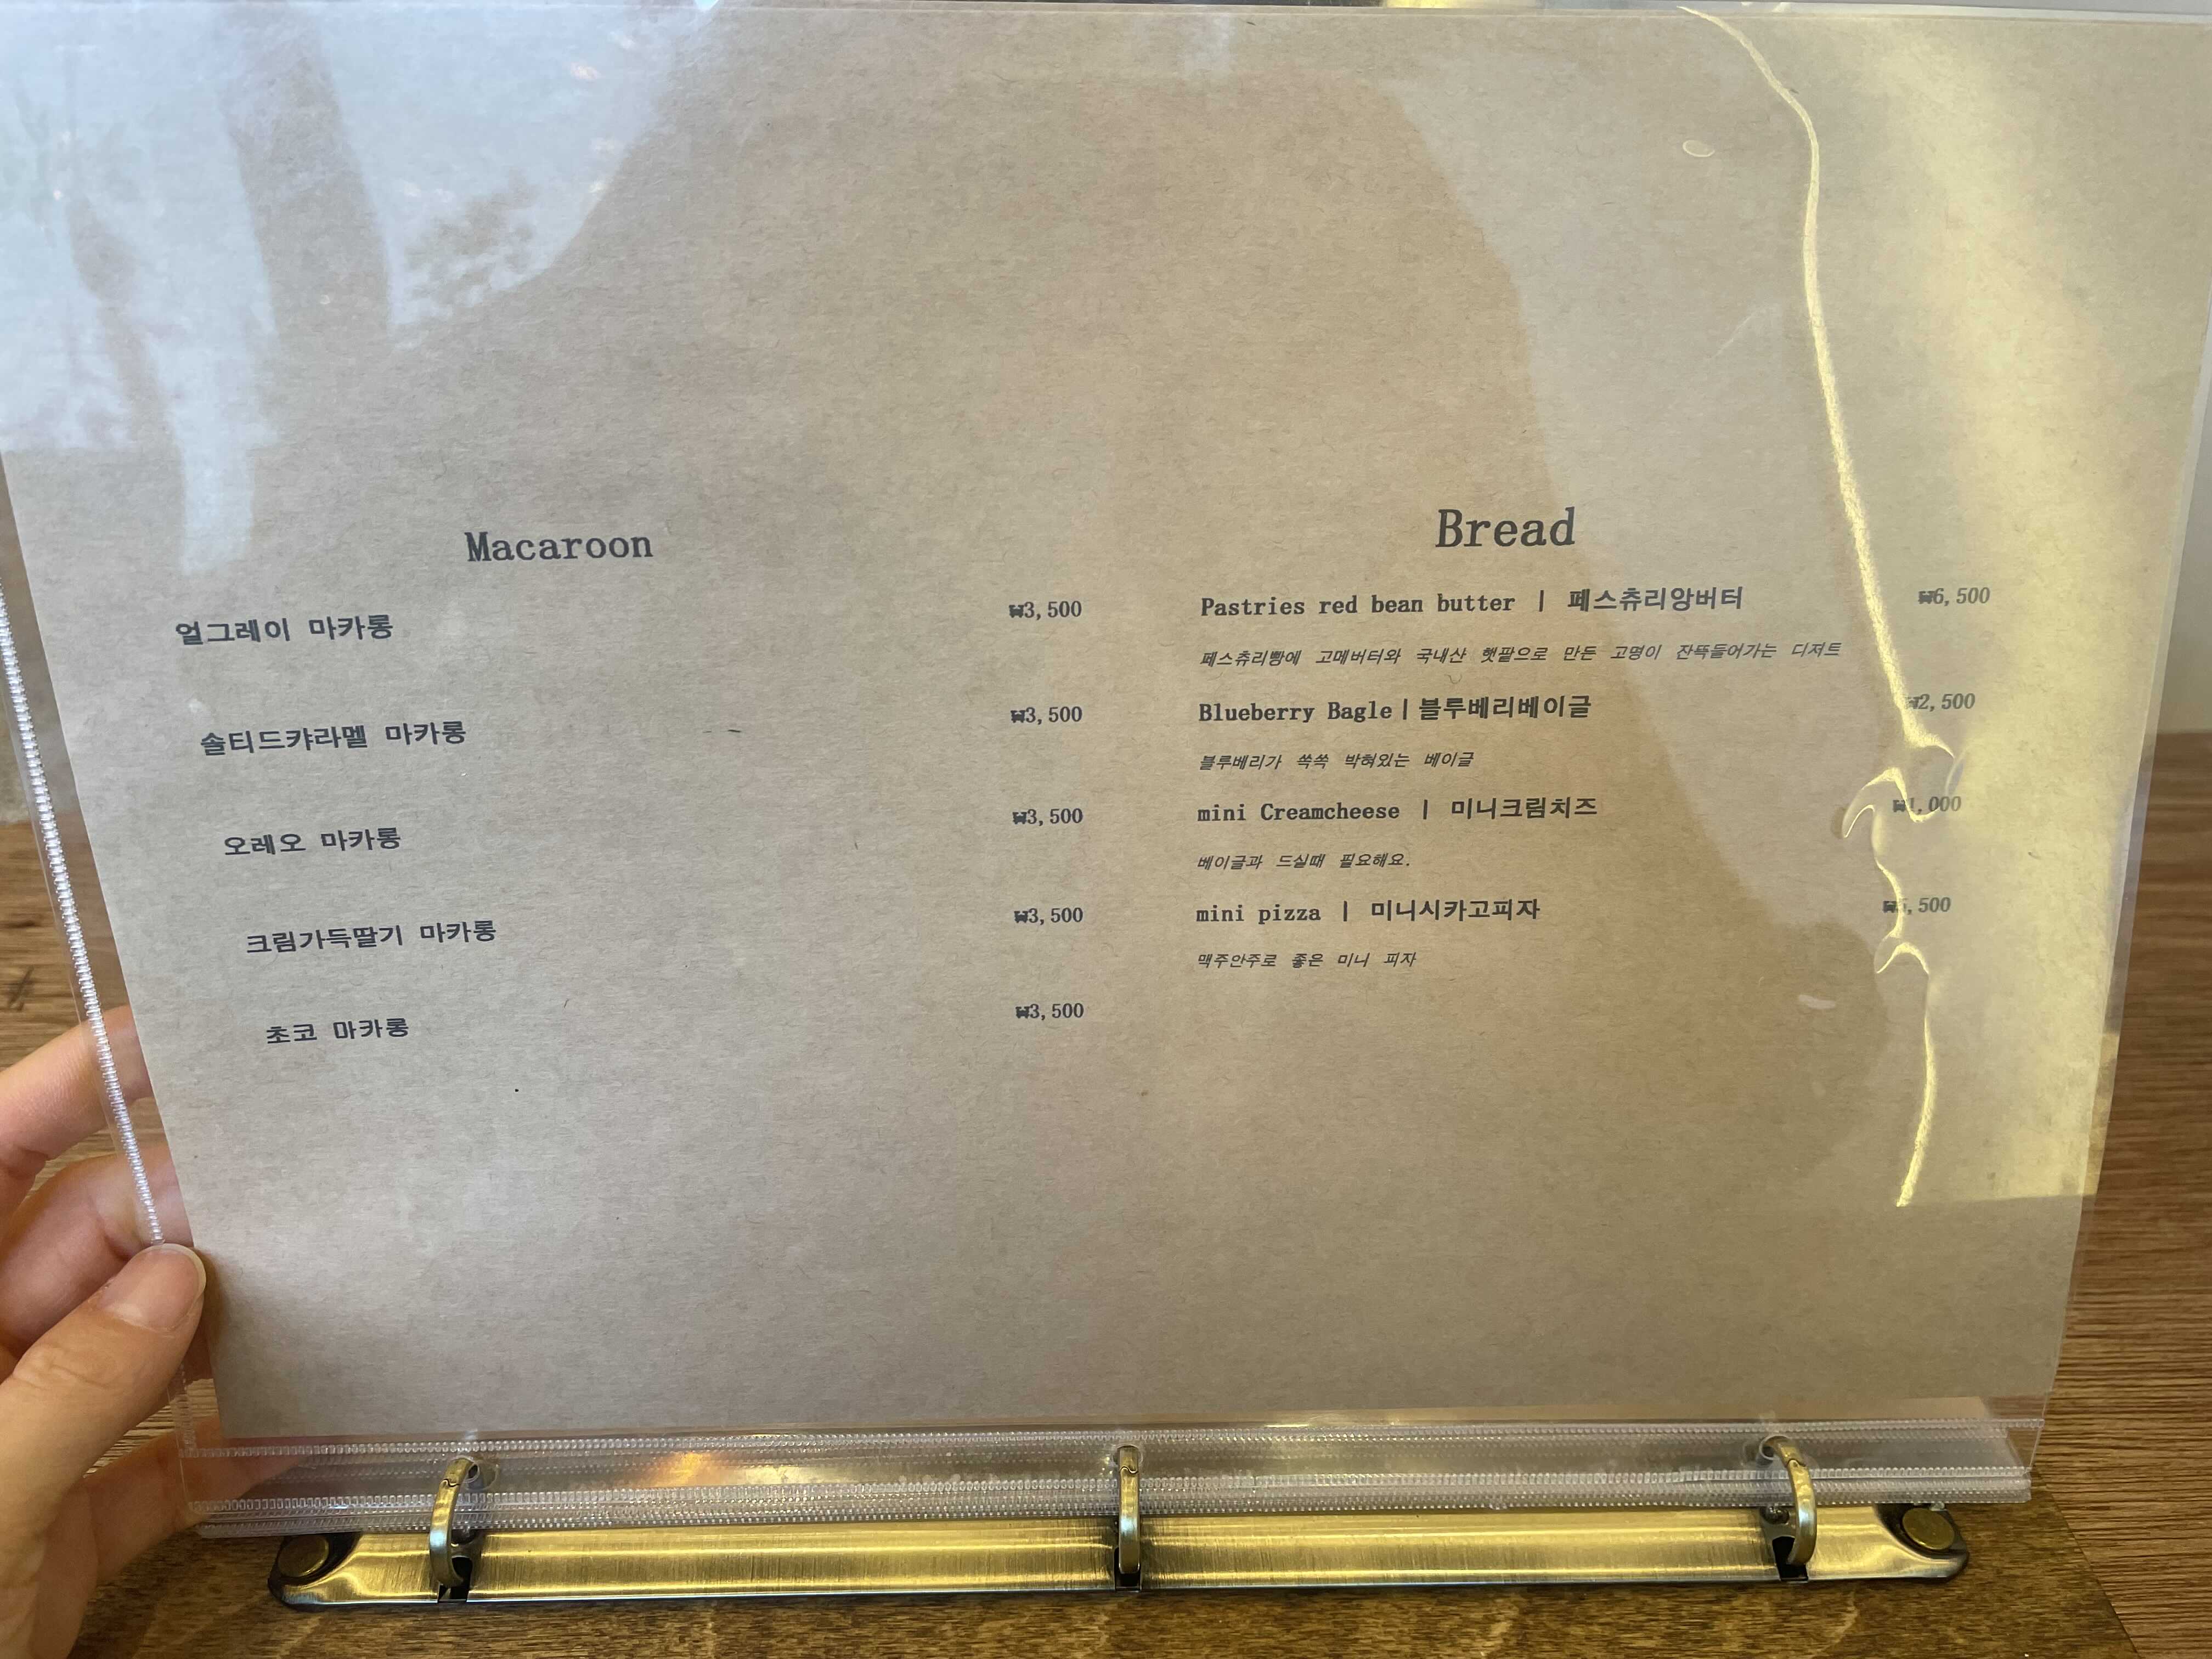 Macaroon
얼그레이 마카롱 ₩3,500
솔티드캬라멜 마카롱 ₩3,500
오레오 마카롱 ₩3,500
크림가득딸기 마카롱 ₩3,500
초코 마카롱 ₩3,500
Bread
Pastries red bean butter | 페스츄리앙버터 ₩6,500
페스츄리빵에 고메버터와 국내산 햇팥으로 만든 고명이 잔뜩들어가는 디저트
Blueberry Bagle|블루베리베이글 ₩2,500
블루베리가 쏙쏙 박혀있는 베이글
mini Creamcheese | 미니크림치즈 ₩1,000
베이글과 드실때 필요해요.
mini pizza | 미니시카고피자 ₩5,500
맥주안주로 좋은 미니 피자